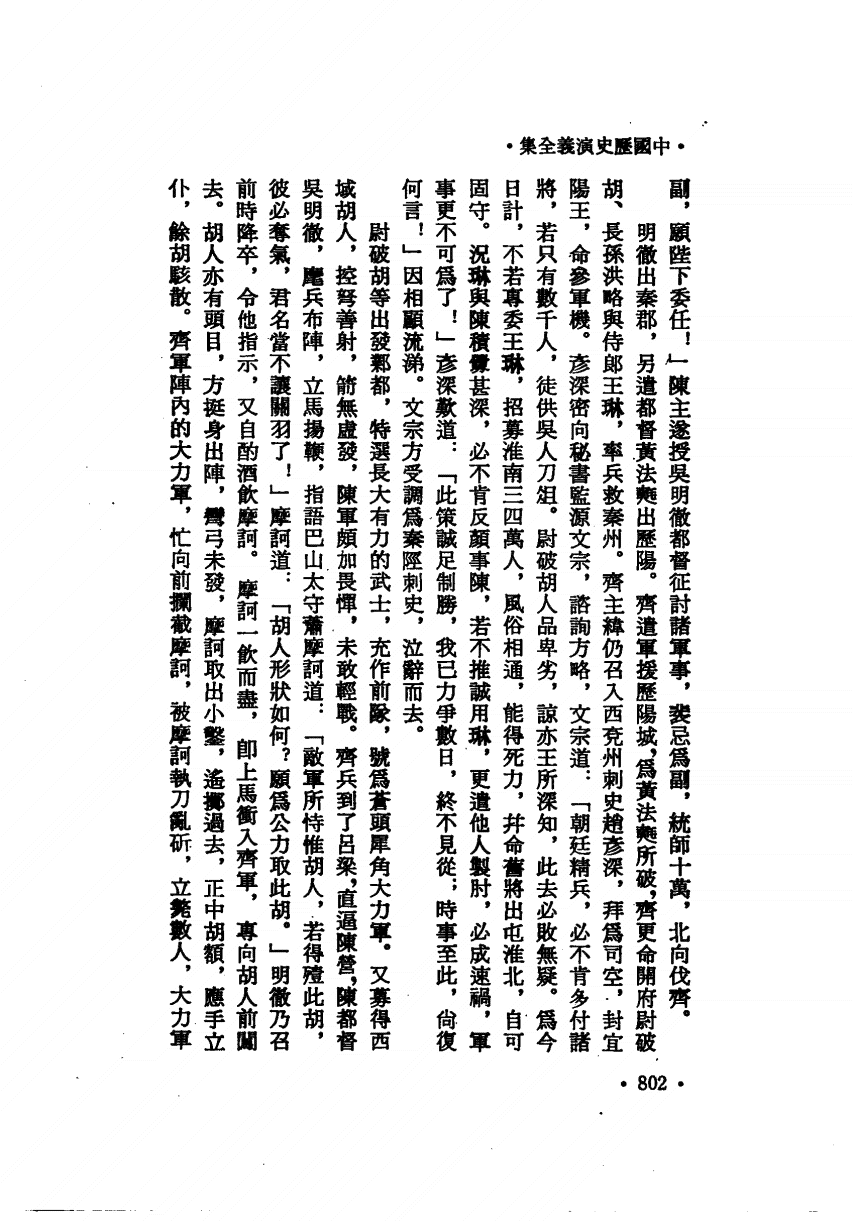 ·中國歷史演義全集·
副，願陛下委任！」陳主遂授吳明徹都督征討諸軍事，裴忌爲副，統師十萬，北向伐齊。
明徹出秦郡，另遣都督黃法𣰋出歷陽。齊遣軍援歷陽城，爲黃法𣰋所破，齊更命開府尉破
胡、長孫洪略與侍郎王琳，率兵救秦州。齊主緯仍召入西兗州刺史趙彥深，拜爲司空，封宜
陽王，命參軍機。彥深密向秘書監源文宗，諮詢方略，文宗道：「朝廷精兵，必不肯多付諸
將，若只有數千人，徒供吳人刀俎。尉破胡人品卑劣，諒亦王所深知，此去必敗無疑。爲今
日計，不若專委王琳，招募淮南三四萬人，風俗相通，能得死力，幷命舊將出屯淮北，自可
固守。況琳與陳積釁甚深，必不肯反顏事陳，若不推誠用琳，更遣他人製肘，必成速禍，軍
事更不可爲了！」彥深歎道：「此策誠足制勝，我已力爭數日，終不見從；時事至此，尙復
何言！」因相顧流涕。文宗方受調爲秦陘刺史，泣辭而去。
尉破胡等出發鄴都，特選長大有力的武士，充作前隊，號爲蒼頭犀角大力軍。又募得西
域胡人，控弩善射，箭無虛發，陳軍頗加畏憚，未敢輕戰。齊兵到了呂梁，直逼陳營，陳都督
吳明徹，麾兵布陣，立馬揚鞭，指語巴山太守蕭摩訶道：「敵軍所恃惟胡人，若得殪此胡，
彼必奪氣，君名當不讓關羽了！」摩訶道：「胡人形狀如何？願爲公力取此胡。」明徹乃召
前時降卒，令他指示，又自酌酒飲摩訶。摩訶一飲而盡，卽上馬衝入齊軍，專向胡人前闖
去。胡人亦有頭目，方挺身出陣，彎弓未發，摩訶取出小鑿，遙擲過去，正中胡額，應手立
仆，餘胡駭散。齊軍陣內的大力軍，忙向前攔截摩訶，被摩訶執刀亂斫，立斃數人，大力軍
·802·